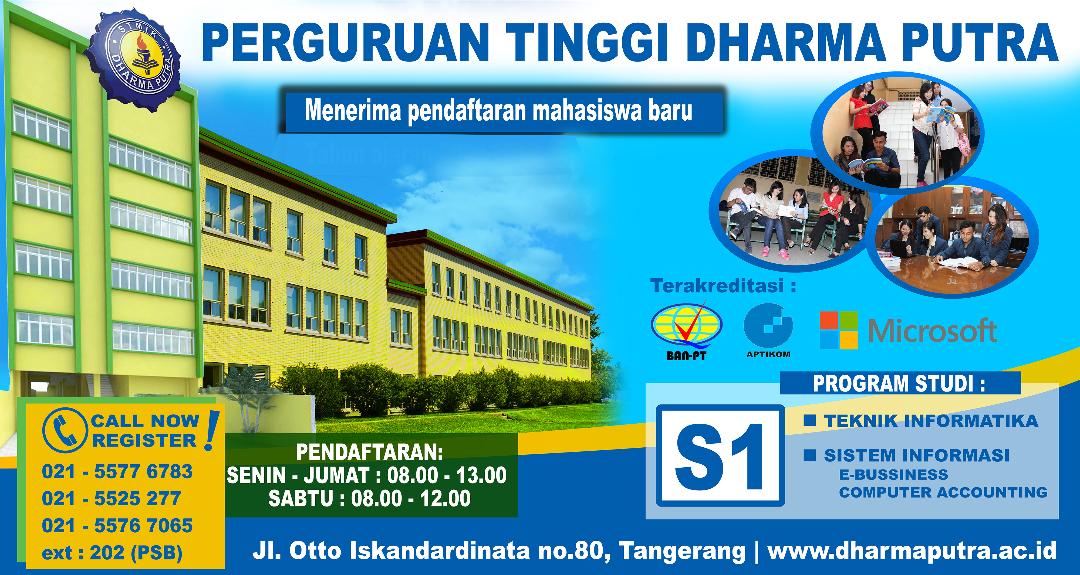 STMIK
DHARMA PUTRA
PERGURUAN TINGGI DHARMA PUTRA
Menerima pendaftaran mahasiswa baru
Terakreditasi :
BAN-PT
APTIKOM
Microsoft
PROGRAM STUDI :
S1
TEKNIK INFORMATIKA
SISTEM INFORMASI
E-BUSSINESS
COMPUTER ACCOUNTING
CALL NOW
REGISTER !
021 - 5577 6783
021 - 5525 277
021 - 5576 7065
ext : 202 (PSB)
PENDAFTARAN:
SENIN - JUMAT : 08.00 - 13.00
SABTU : 08.00 - 12.00
Jl. Otto Iskandardinata no.80, Tangerang | www.dharmaputra.ac.id